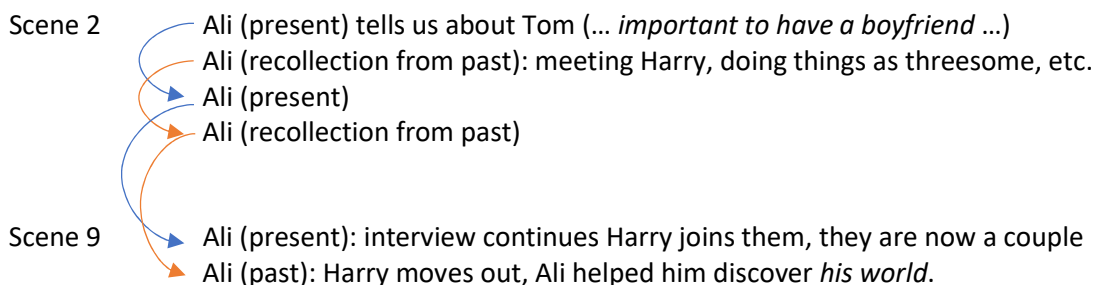 Scene 2 Ali (present) tells us about Tom (… important to have a boyfriend …)
Ali (recollection from past): meeting Harry, doing things as threesome, etc.
Ali (present)
Ali (recollection from past)
Scene 9 Ali (present): interview continues Harry joins them, they are now a couple
Ali (past): Harry moves out, Ali helped him discover his world.